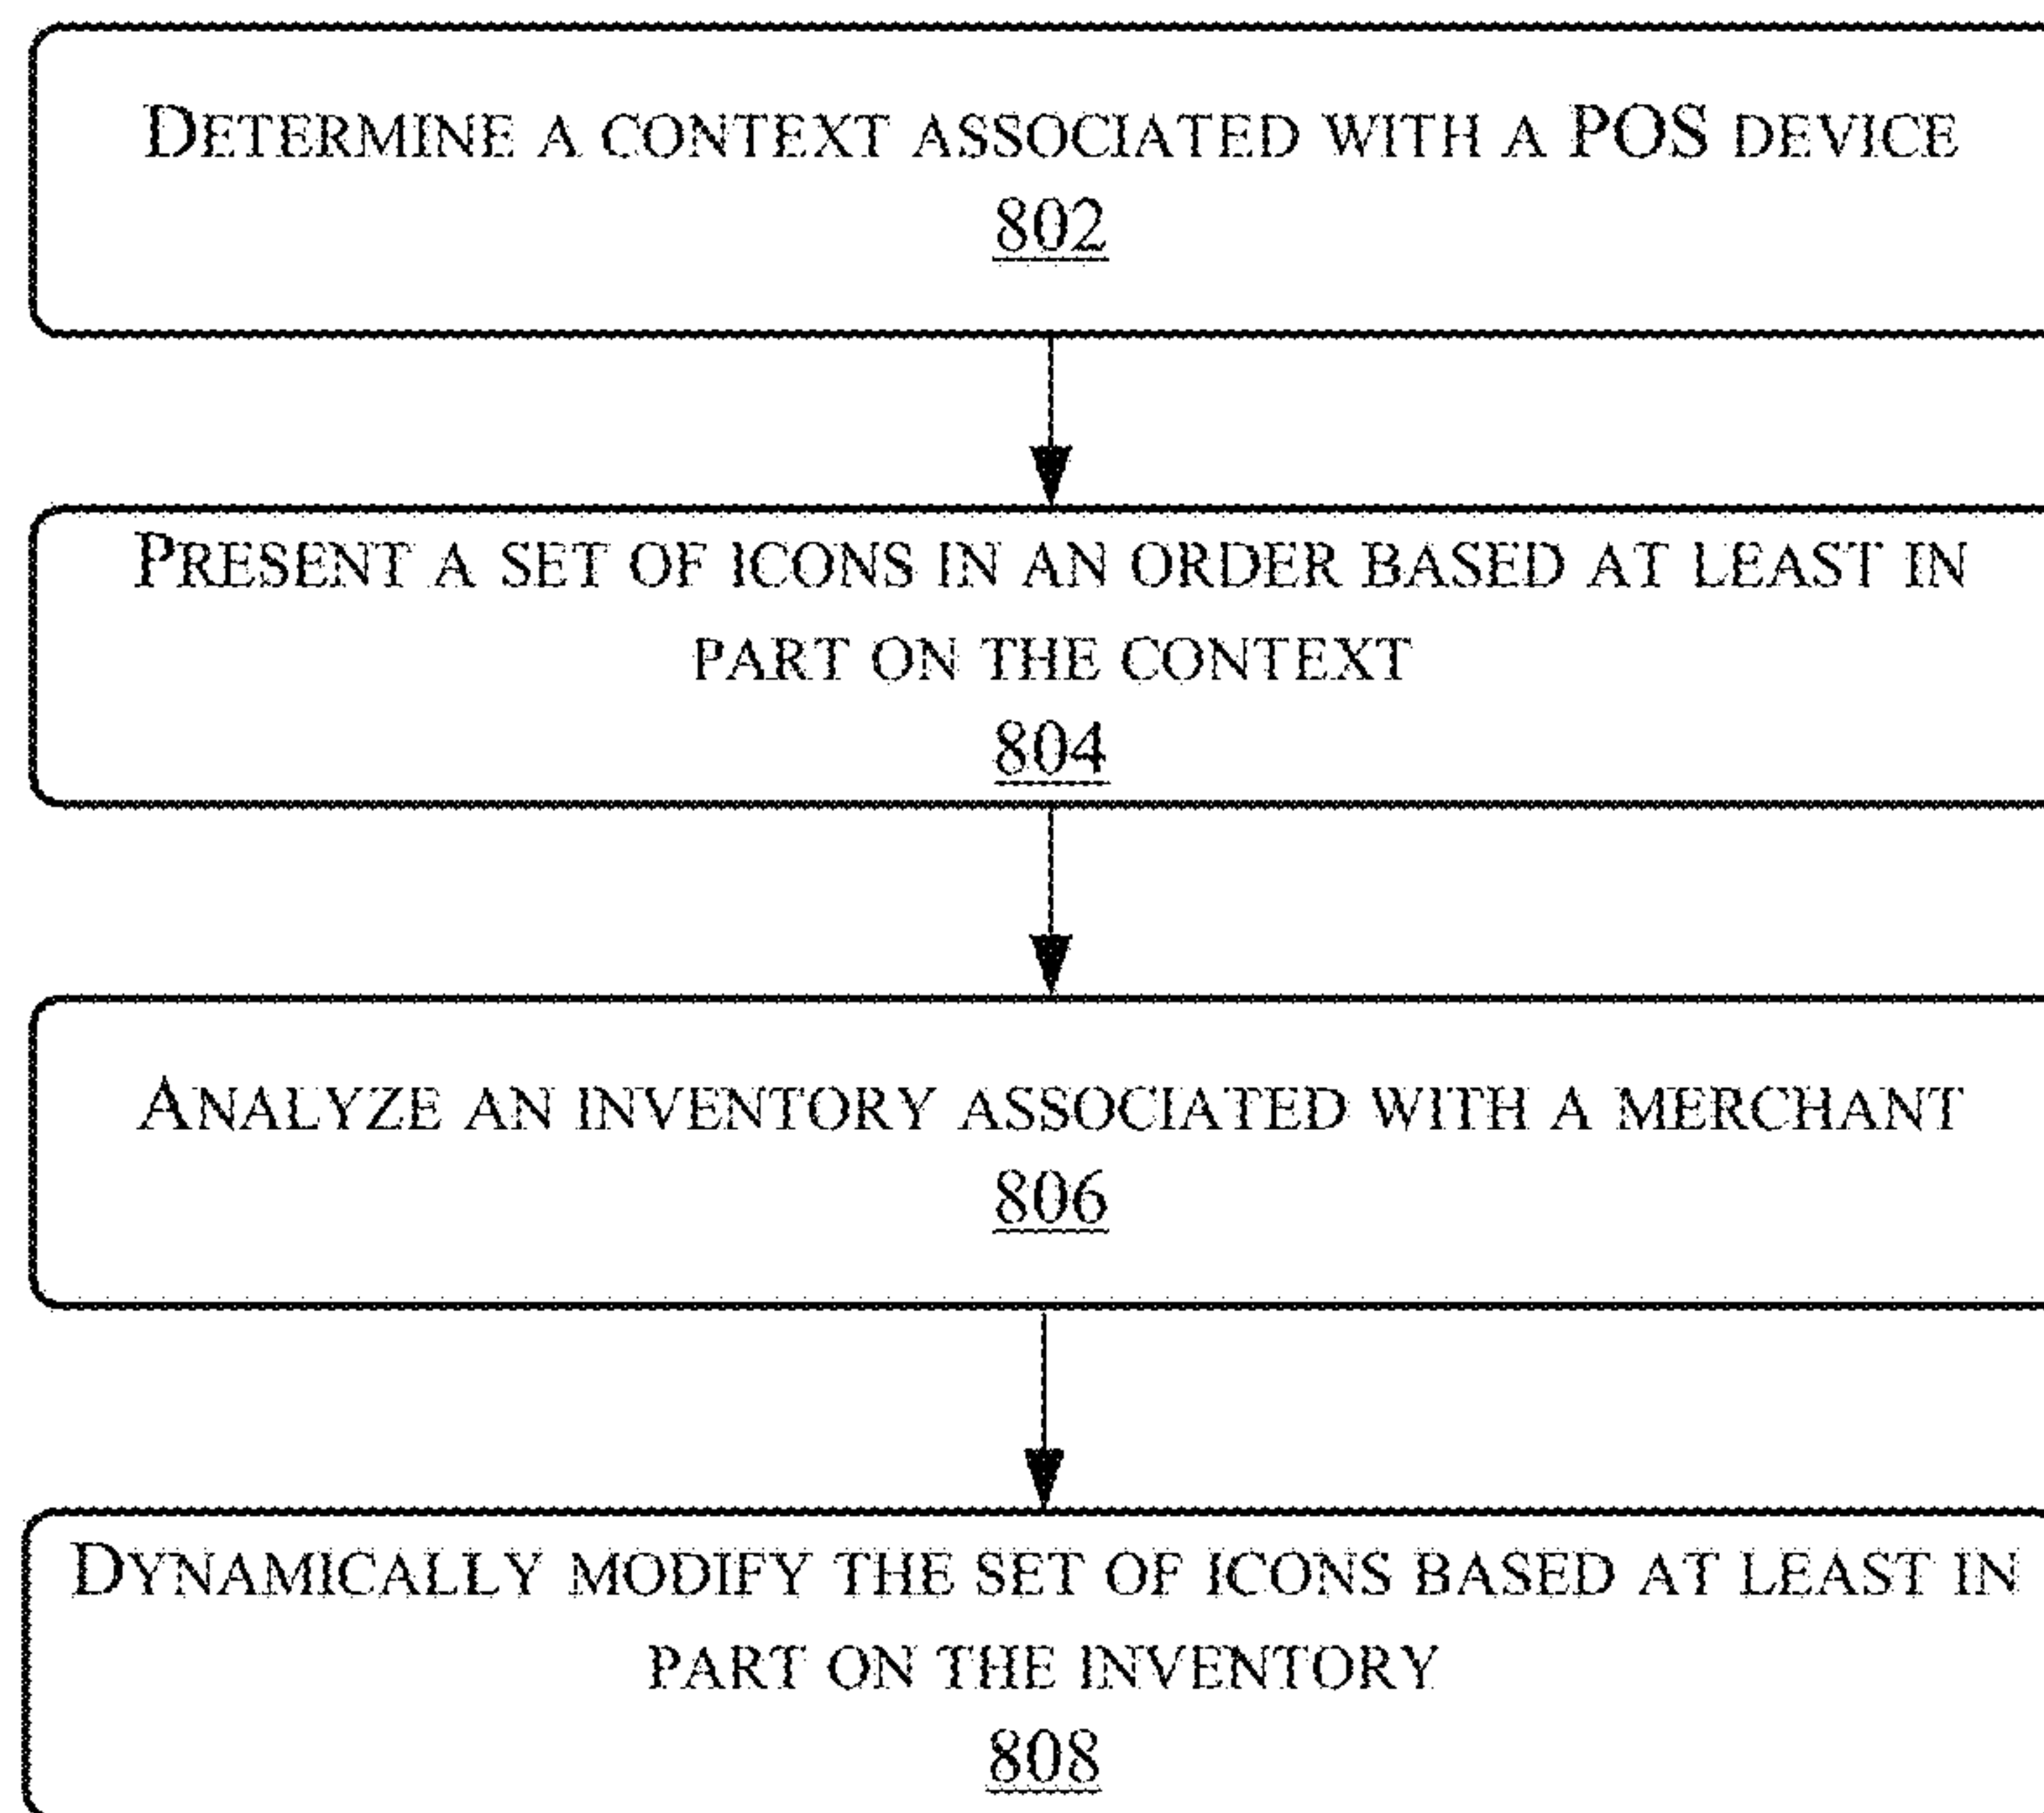 DETERMINE A CONTEXT ASSOCIATED WITH A POS DEVICE
802
PRESENT A SET OF ICONS IN AN ORDER BASED AT LEAST IN
PART ON THE CONTEXT
804
ANALYZE AN INVENTORY ASSOCIATED WITH A MERCHANT
806
DYNAMICALLY MODIFY THE SET OF ICONS BASED AT LEAST IN
PART ON THE INVENTORY
808